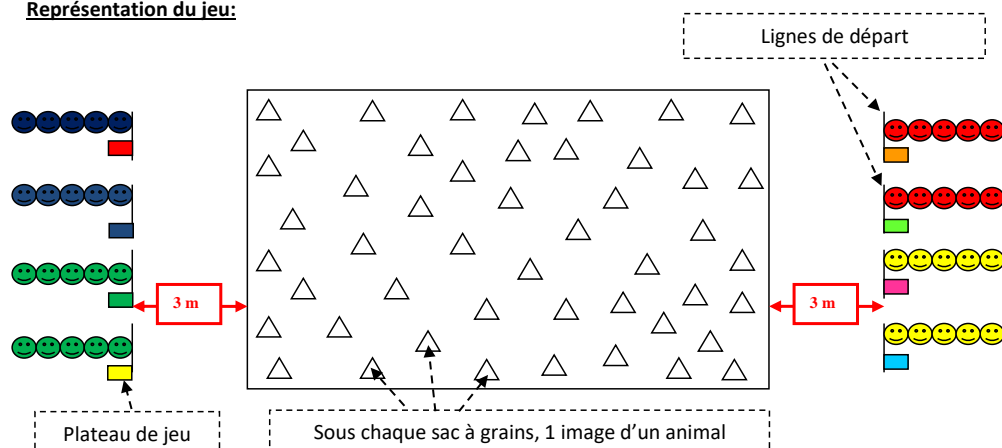 Représentation du jeu:
Lignes de départ
3 m
3 m
Plateau de jeu
Sous chaque sac à grains, 1 image d'un animal